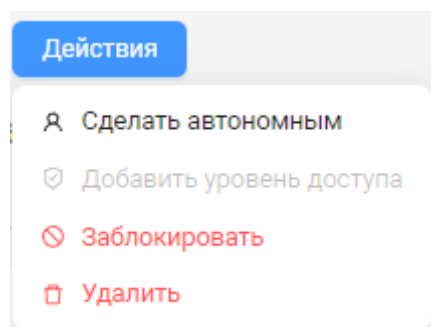 Действия
Сделать автономным
Добавить уровень доступа
Заблокировать
Удалить